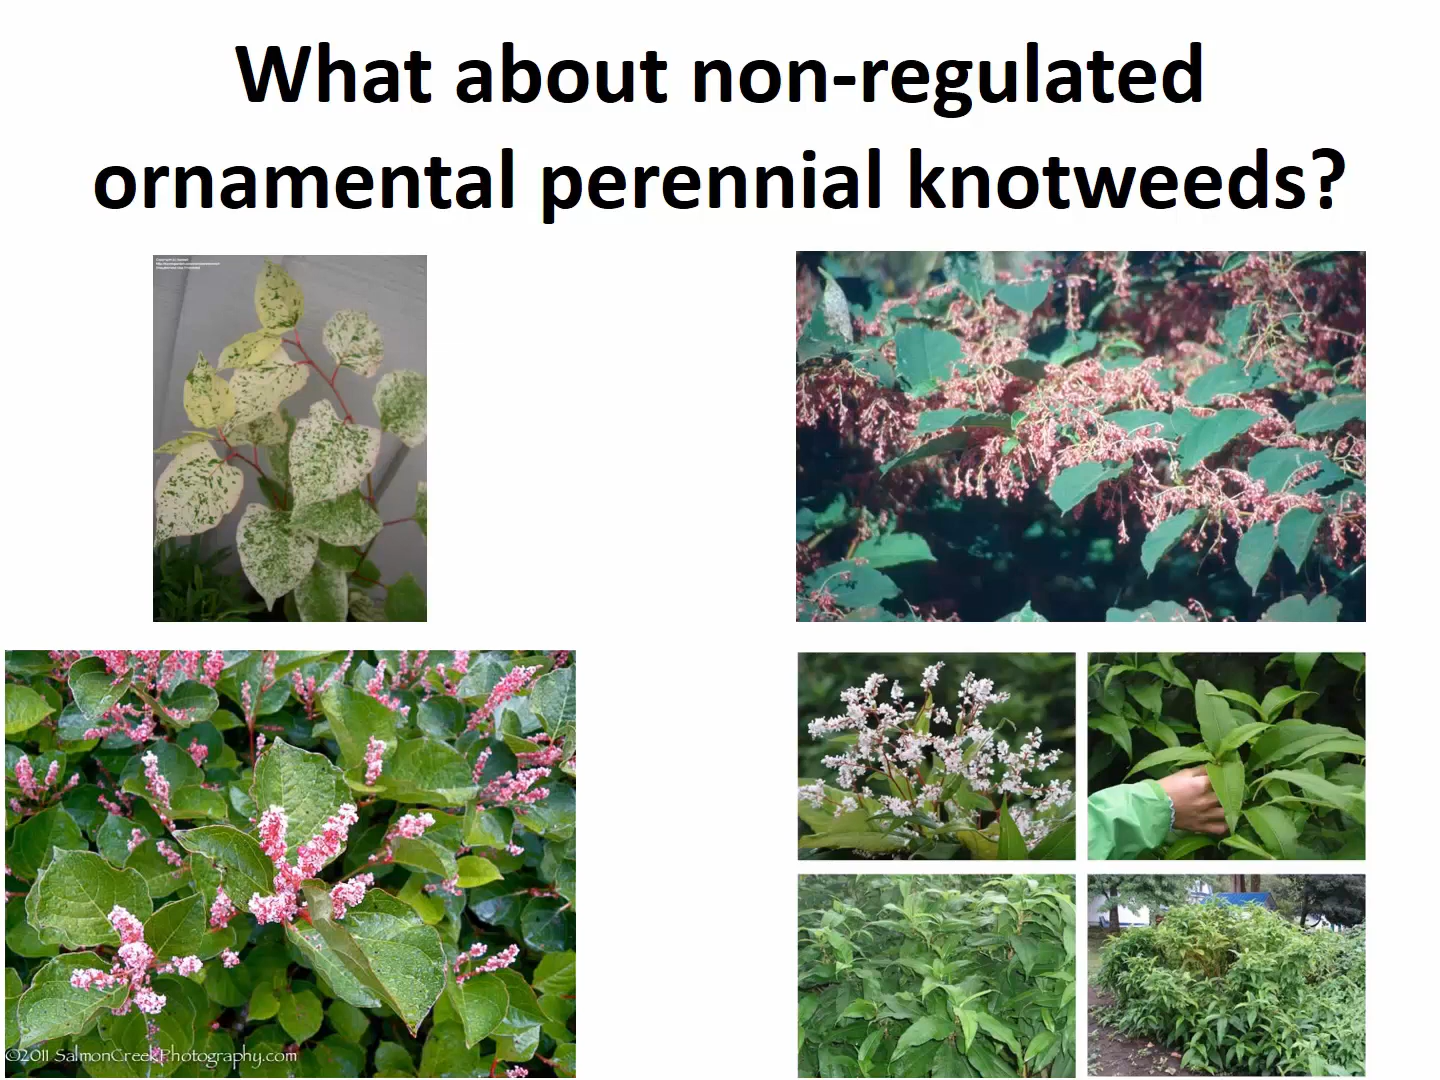 What about non-regulated
ornamental perennial knotweeds?
©2011 SalmonCreekPhotography.com